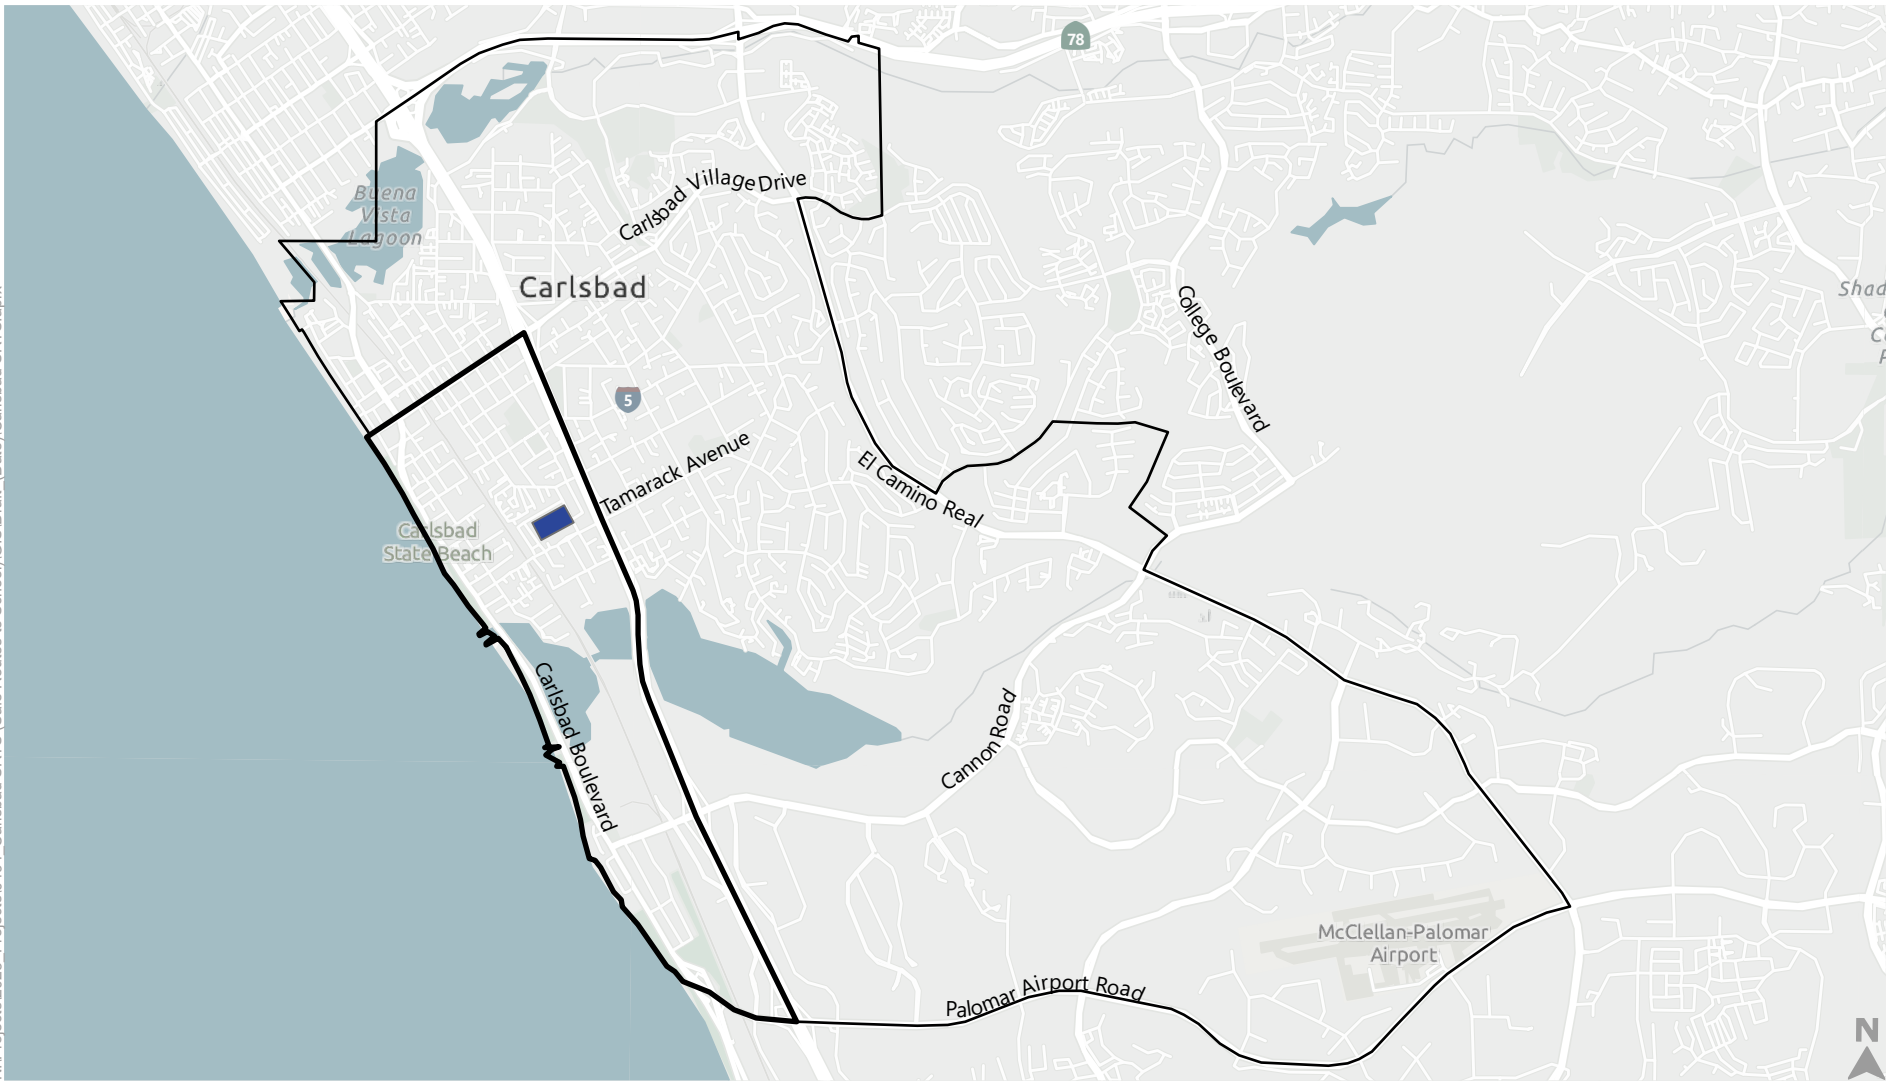 78
Buena
Vista
Lagoon
Carlsbad Village Drive
Carlsbad
College Boulevard
5
Tamarack Avenue
El Camino Real
Carlsbad
State Beach
Carlsbad Boulevard
Cannon Road
McClellan-Palomar
Airport
Palomar Airport Road
N